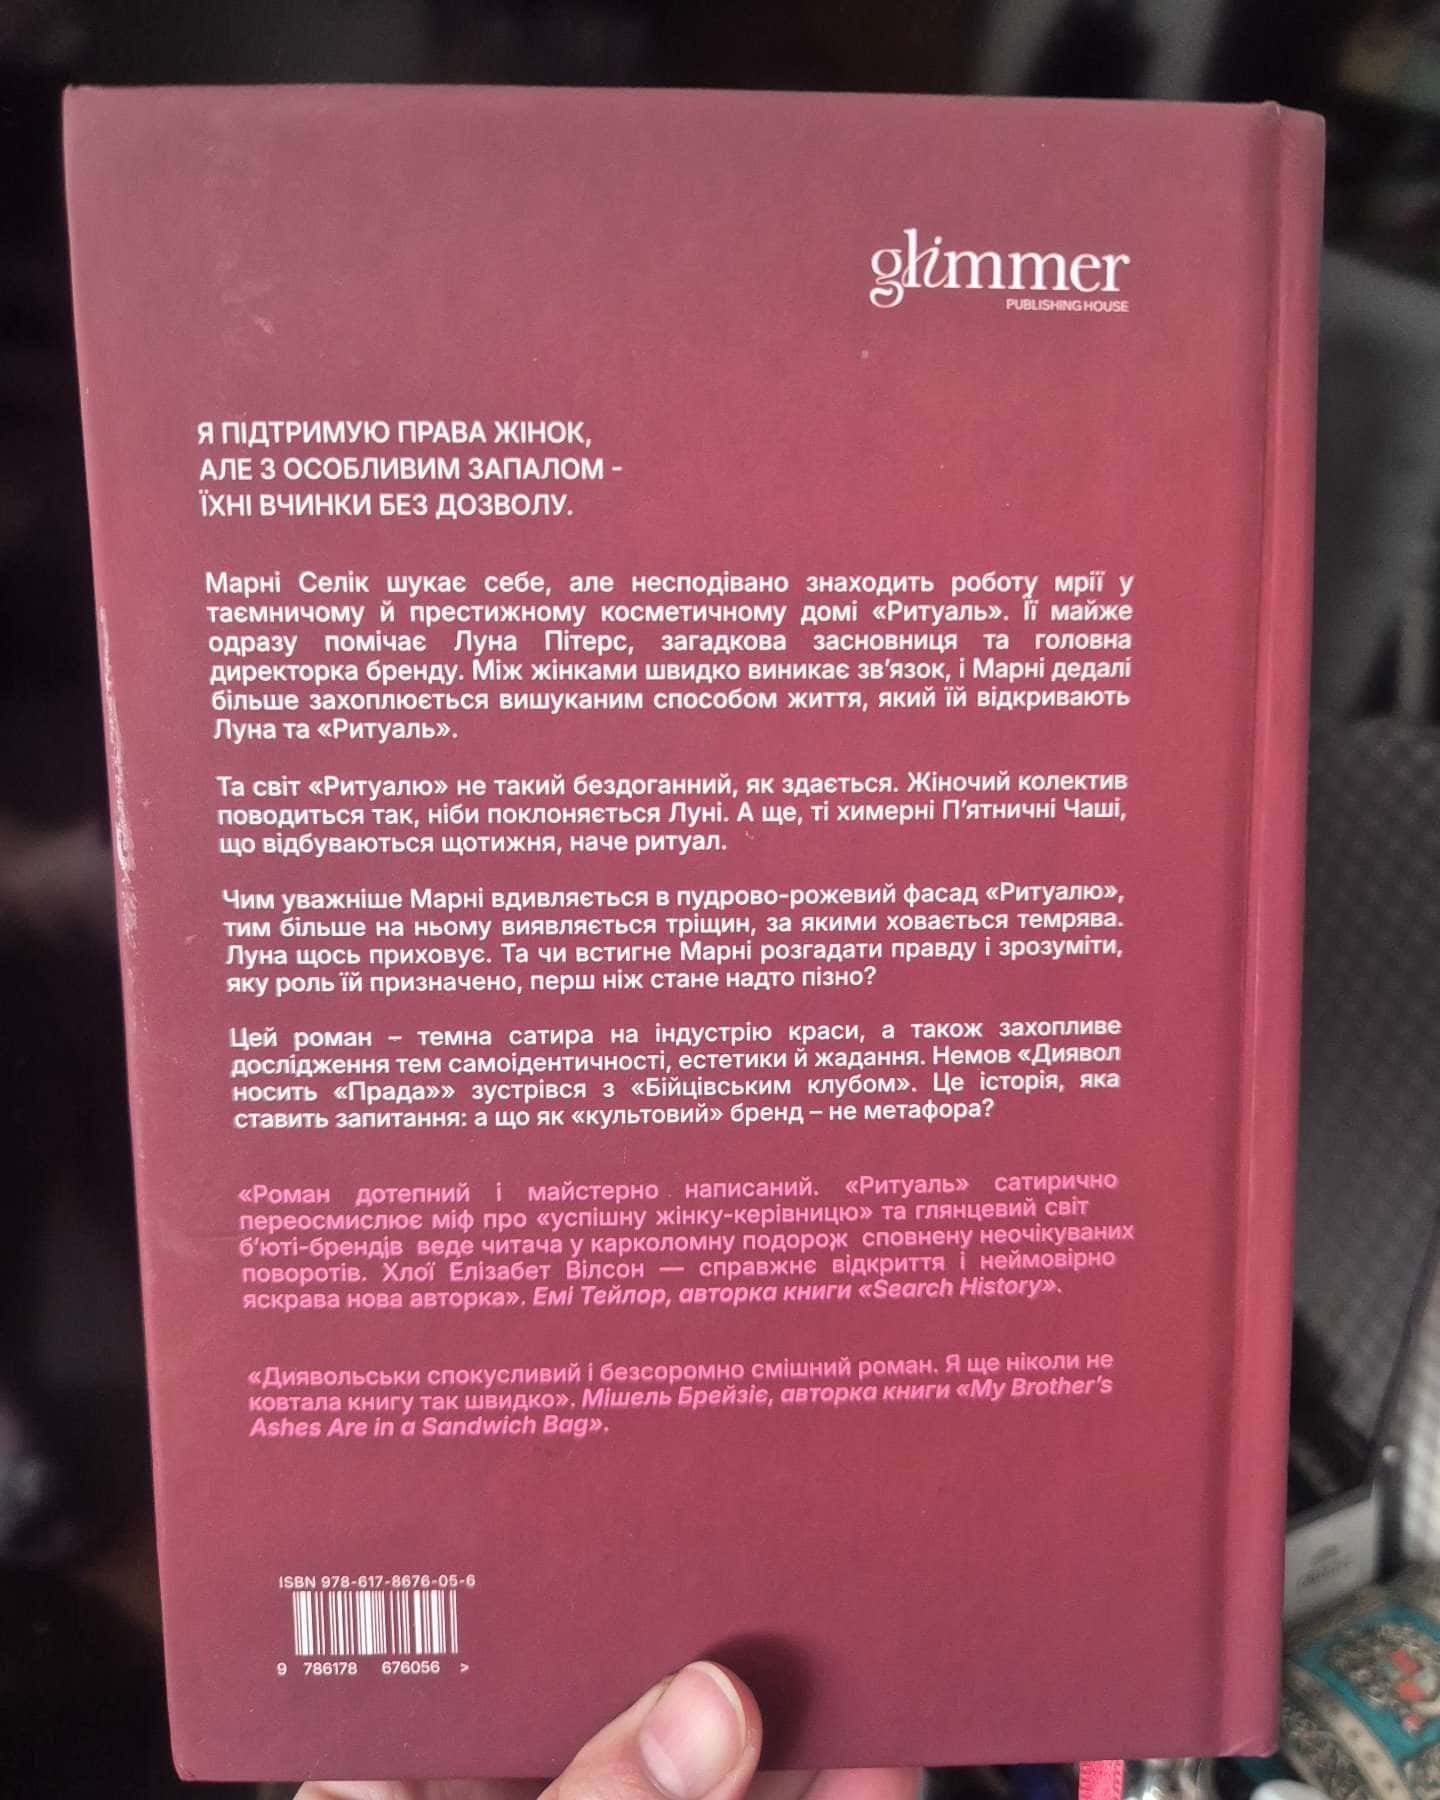 glimmer
PUBLISHING HOUSE
Я ПІДТРИМУЮ ПРАВА ЖІНОК,
АЛЕ З ОСОБЛИВИМ ЗАПАЛОМ -
ЇХНІ ВЧИНКИ БЕЗ ДОЗВОЛУ.
Марні Селік шукає себе, але несподівано знаходить роботу мрії у
таємничому й престижному косметичному домі «Ритуаль». Її майже
одразу помічає Луна Пітерс, загадкова засновниця та головна
директорка бренду. Між жінками швидко виникає зв’язок, і Марні дедалі
більше захоплюється вишуканим способом життя, який їй відкривають
Луна та «Ритуаль».
Та світ «Ритуалю» не такий бездоганний, як здається. Жіночий колектив
поводиться так, ніби поклоняється Луні. А ще, ті химерні П’ятничні Чаші,
що відбуваються щотижня, наче ритуал.
Чим уважніше Марні вдивляється в пудрово-рожевий фасад «Ритуалю»,
тим більше на ньому виявляється тріщин, за якими ховається темрява.
Луна щось приховує. Та чи встигне Марні розгадати правду і зрозуміти,
яку роль їй призначено, перш ніж стане надто пізно?
Цей роман – темна сатира на індустрію краси, а також захопливе
дослідження тем самоідентичності, естетики й жадання. Немов «Диявол
носить «Прада»» зустрівся з «Бійцівським клубом». Це історія, яка
ставить запитання: а що як «культовий» бренд – не метафора?
«Роман дотепний і майстерно написаний. «Ритуаль» сатирично
переосмислює міф про «успішну жінку-керівницю» та глянцевий світ
б’юті-брендів веде читача у карколомну подорож сповнену неочікуваних
поворотів. Хлої Елізабет Вілсон — справжнє відкриття і неймовірно
яскрава нова авторка». Емі Тейлор, авторка книги «Search History».
«Диявольськи спокусливий і безсоромно смішний роман. Я ще ніколи не
ковтала книгу так швидко». Мішель Брейзіє, авторка книги «My Brother’s
Ashes Are in a Sandwich Bag».
ISBN 978-617-8676-05-6
9 786178 676056 >